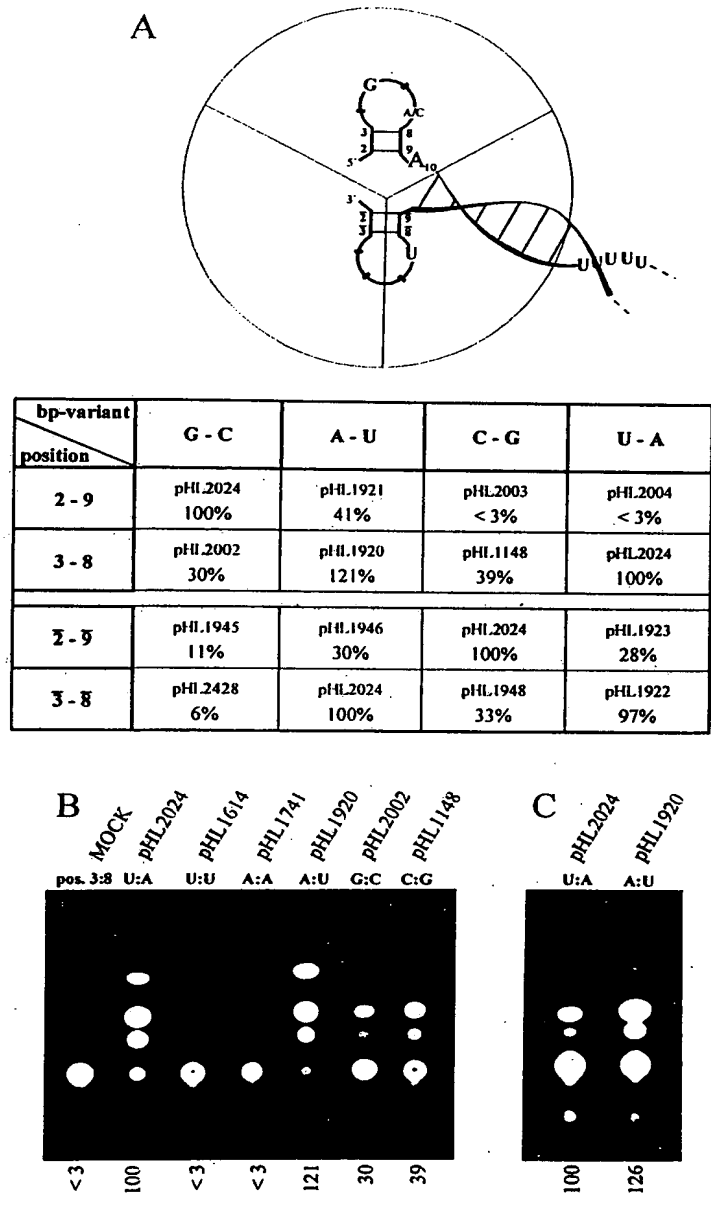 A
G
A/C
3 8
2 9
5´ A10
3´
2̅ 9̅
3̅ 8̅
U
UUUUU
bp-variant
position
G - C A - U C - G U - A
2 - 9 pHL2024 100% pHL1921 41% pHL2003 < 3% pHL2004 < 3%
3 - 8 pHL2002 30% pHL1920 121% pHL1148 39% pHL2024 100%
2̅ - 9̅ pHL1945 11% pHL1946 30% pHL2024 100% pHL1923 28%
3̅ - 8̅ pHL2428 6% pHL2024 100% pHL1948 33% pHL1922 97%
B
MOCK pHL2024 pHL1614 pHL1741 pHL1920 pHL2002 pHL1148
pos. 3:8 U:A U:U A:A A:U G:C C:G
< 3 100 < 3 < 3 121 30 39
C
pHL2024 pHL1920
U:A A:U
100 126